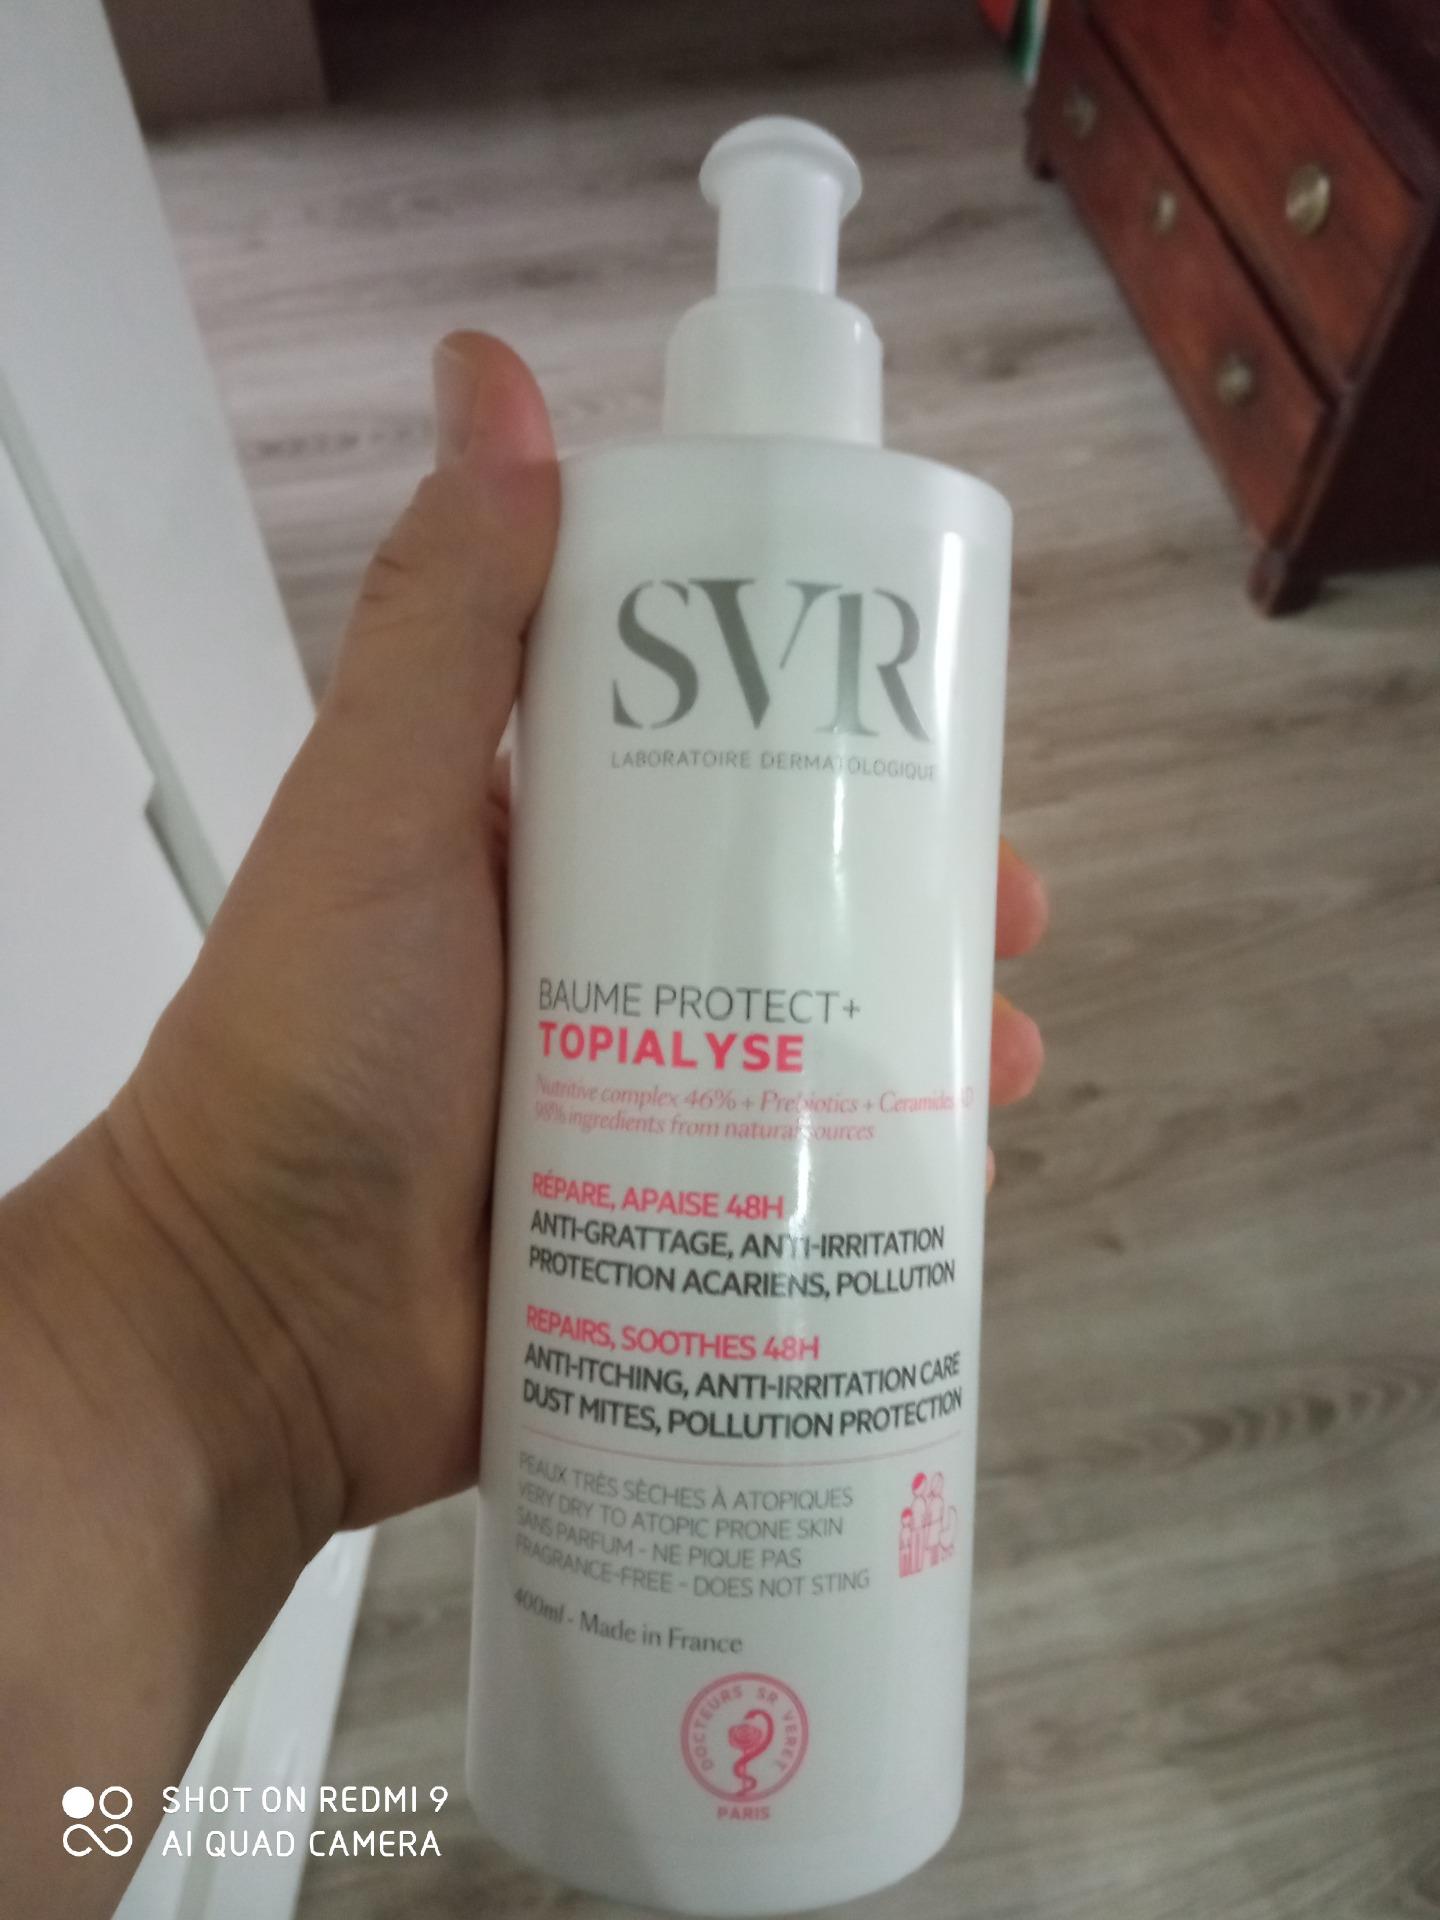 SVR
LABORATOIRE DERMATOLOGIQUE
BAUME PROTECT+
TOPIALYSE
Nutritive complex 46% + Prebiotics + Ceramides AD
98% ingredients from natural sources
RÉPARE, APAISE 48H
ANTI-GRATTAGE, ANTI-IRRITATION
PROTECTION ACARIENS, POLLUTION
REPAIRS, SOOTHES 48H
ANTI-ITCHING, ANTI-IRRITATION CARE
DUST MITES, POLLUTION PROTECTION
PEAUX TRÈS SÈCHES À ATOPIQUES
VERY DRY TO ATOPIC PRONE SKIN
SANS PARFUM - NE PIQUE PAS
FRAGRANCE-FREE - DOES NOT STING
400ml - Made in France
DOCTEURS SR VERET
PARIS
SHOT ON REDMI 9
AI QUAD CAMERA